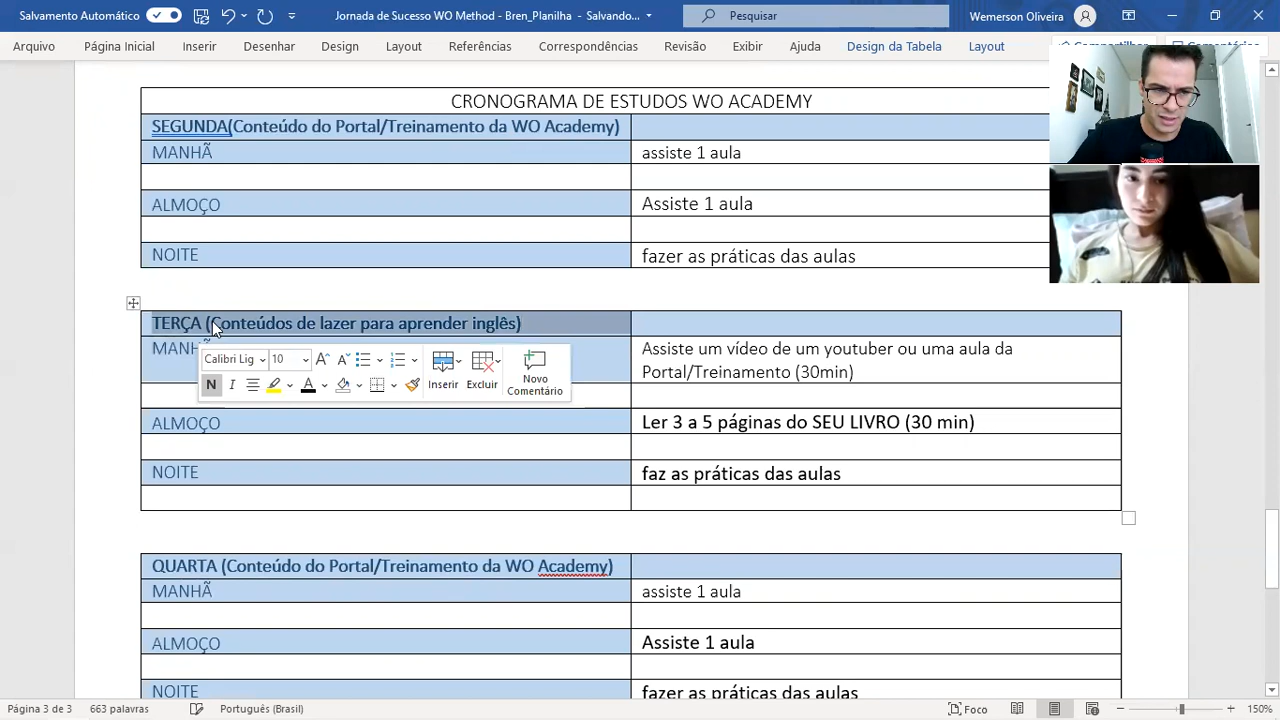 Salvamento Automático
Jornada de Sucesso WO Method - Bren_Planilha - Salvando...
Pesquisar
Wemerson Oliveira
Arquivo Página Inicial Inserir Desenhar Design Layout Referências Correspondências Revisão Exibir Ajuda Design da Tabela Layout
Compartilhar Comentários
CRONOGRAMA DE ESTUDOS WO ACADEMY
SEGUNDA(Conteúdo do Portal/Treinamento da WO Academy)
MANHÃ assiste 1 aula
ALMOÇO Assiste 1 aula
NOITE fazer as práticas das aulas
TERÇA (Conteúdos de lazer para aprender inglês)
MANHÃ Assiste um vídeo de um youtuber ou uma aula da
Portal/Treinamento (30min)
Calibri Lig 10
N I
Inserir Excluir Novo
Comentário
ALMOÇO Ler 3 a 5 páginas do SEU LIVRO (30 min)
NOITE faz as práticas das aulas
QUARTA (Conteúdo do Portal/Treinamento da WO Academy)
MANHÃ assiste 1 aula
ALMOÇO Assiste 1 aula
NOITE fazer as práticas das aulas
Página 3 de 3 663 palavras Português (Brasil) Foco 150%